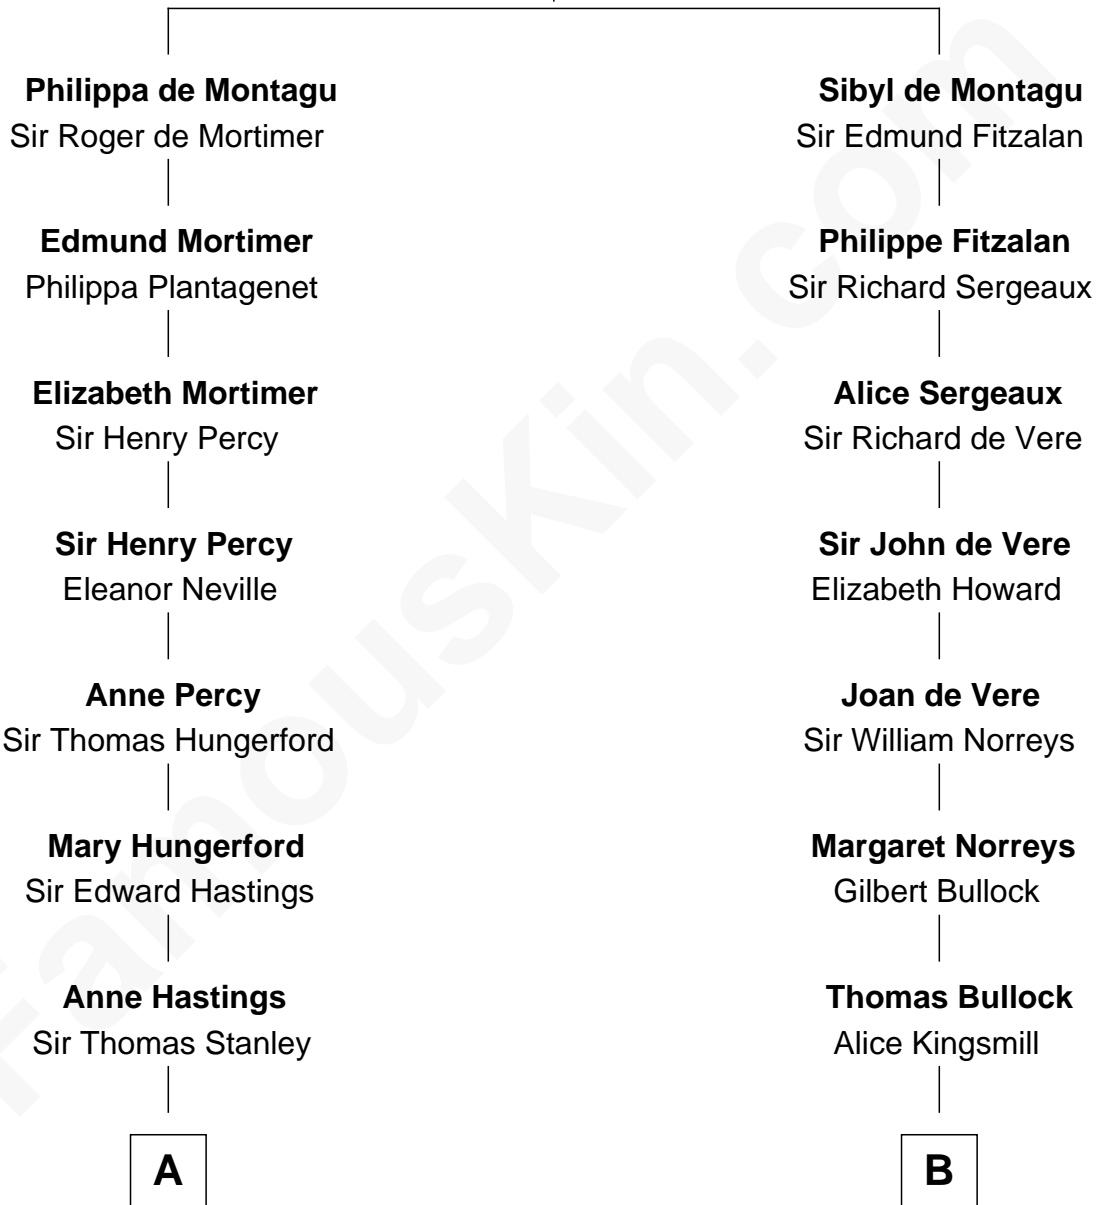 Philippa de Montagu
Sir Roger de Mortimer
Edmund Mortimer
Philippa Plantagenet
Elizabeth Mortimer
Sir Henry Percy
Sir Henry Percy
Eleanor Neville
Anne Percy
Sir Thomas Hungerford
Mary Hungerford
Sir Edward Hastings
Anne Hastings
Sir Thomas Stanley
A
Sibyl de Montagu
Sir Edmund Fitzalan
Philippe Fitzalan
Sir Richard Sergeaux
Alice Sergeaux
Sir Richard de Vere
Sir John de Vere
Elizabeth Howard
Joan de Vere
Sir William Norreys
Margaret Norreys
Gilbert Bullock
Thomas Bullock
Alice Kingsmill
B
FamousKin.com